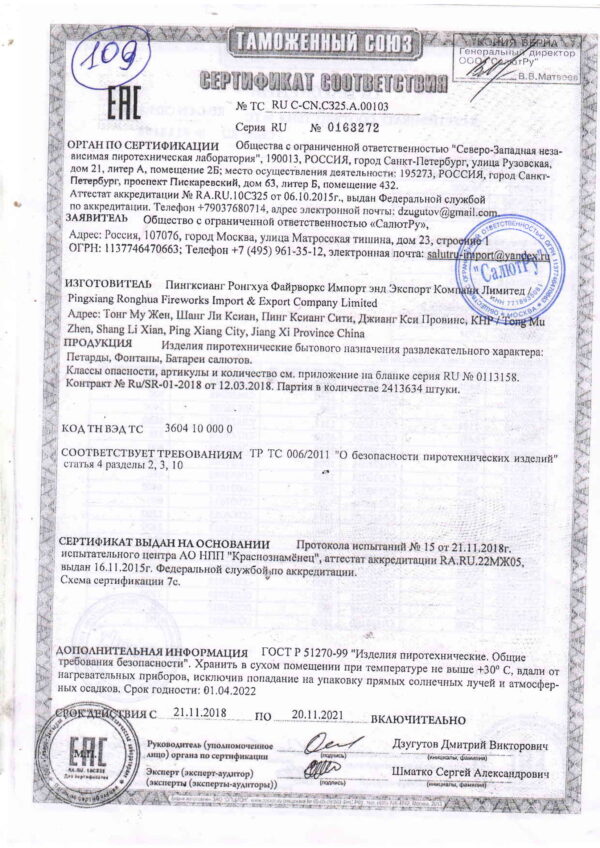 109
ТАМОЖЕННЫЙ СОЮЗ
КОПИЯ ВЕРНА
Генеральный директор
ООО "СалютРу"
В.В.Матвеев
EAC
СЕРТИФИКАТ СООТВЕТСТВИЯ
№ ТС RU C-CN.C325.A.00103
Серия RU № 0163272
ОРГАН ПО СЕРТИФИКАЦИИ Общества с ограниченной ответственностью "Северо-Западная неза-
висимая пиротехническая лаборатория", 190013, РОССИЯ, город Санкт-Петербург, улица Рузовская,
дом 21, литер А, помещение 2Б; место осуществления деятельности: 195273, РОССИЯ, город Санкт-
Петербург, проспект Пискаревский, дом 63, литер Б, помещение 432.
Аттестат аккредитации № RA.RU.10С325 от 06.10.2015г., выдан Федеральной службой
по аккредитации. Телефон +79037680714, адрес электронной почты: dzugutov@gmail.com.
ЗАЯВИТЕЛЬ Общество с ограниченной ответственностью «СалютРу»,
Адрес: Россия, 107076, город Москва, улица Матросская тишина, дом 23, строение 1
ОГРН: 1137746470663; Телефон +7 (495) 961-35-12, электронная почта:
salutru-import@yandex.ru
"СалютРу"
ИЗГОТОВИТЕЛЬ Пингксианг Ронгхуа Файрворкс Импорт энд Экспорт Компани Лимитед /
Pingxiang Ronghua Fireworks Import & Export Company Limited
Адрес: Тонг Му Жен, Шанг Ли Ксиан, Пинг Ксианг Сити, Джианг Кси Провинс, КНР / Tong Mu
Zhen, Shang Li Xian, Ping Xiang City, Jiang Xi Province China
ПРОДУКЦИЯ Изделия пиротехнические бытового назначения развлекательного характера:
Петарды, Фонтаны, Батареи салютов.
Классы опасности, артикулы и количество см. приложение на бланке серия RU № 0113158.
Контракт № Ru/SR-01-2018 от 12.03.2018. Партия в количестве 2413634 штуки.
КОД ТН ВЭД ТС 3604 10 000 0
СООТВЕТСТВУЕТ ТРЕБОВАНИЯМ ТР ТС 006/2011 "О безопасности пиротехнических изделий"
статья 4 разделы 2, 3, 10
СЕРТИФИКАТ ВЫДАН НА ОСНОВАНИИ Протокола испытаний № 15 от 21.11.2018г.
испытательного центра АО НПП "Краснознамёнец", аттестат аккредитации RA.RU.22МЖ05,
выдан 16.11.2015г. Федеральной службой по аккредитации.
Схема сертификации 7с.
ДОПОЛНИТЕЛЬНАЯ ИНФОРМАЦИЯ ГОСТ Р 51270-99 "Изделия пиротехнические. Общие
требования безопасности". Хранить в сухом помещении при температуре не выше +30° С, вдали от
нагревательных приборов, исключив попадание на упаковку прямых солнечных лучей и атмосфер-
ных осадков. Срок годности: 01.04.2022
СРОК ДЕЙСТВИЯ С 21.11.2018 ПО 20.11.2021 ВКЛЮЧИТЕЛЬНО
EAC
М.П.
Руководитель (уполномоченное
лицо) органа по сертификации
(подпись)
Дзугутов Дмитрий Викторович
(инициалы, фамилия)
Эксперт (эксперт-аудитор)
(эксперты (эксперты-аудиторы))
(подпись)
Шматко Сергей Александрович
(инициалы, фамилия)